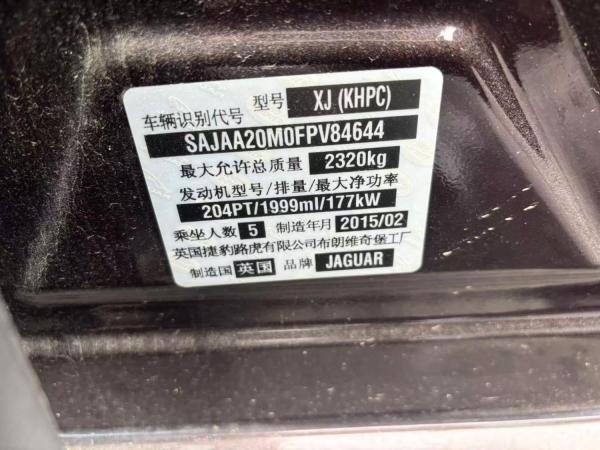 车辆识别代号 型号 XJ (KHPC)
SAJAA20M0FPV84644
最大允许总质量 2320kg
发动机型号/排量/最大净功率
204PT/1999ml/177kW
乘坐人数 5 制造年月 2015/02
英国捷豹路虎有限公司布朗维奇堡工厂
制造国 英国 品牌 JAGUAR